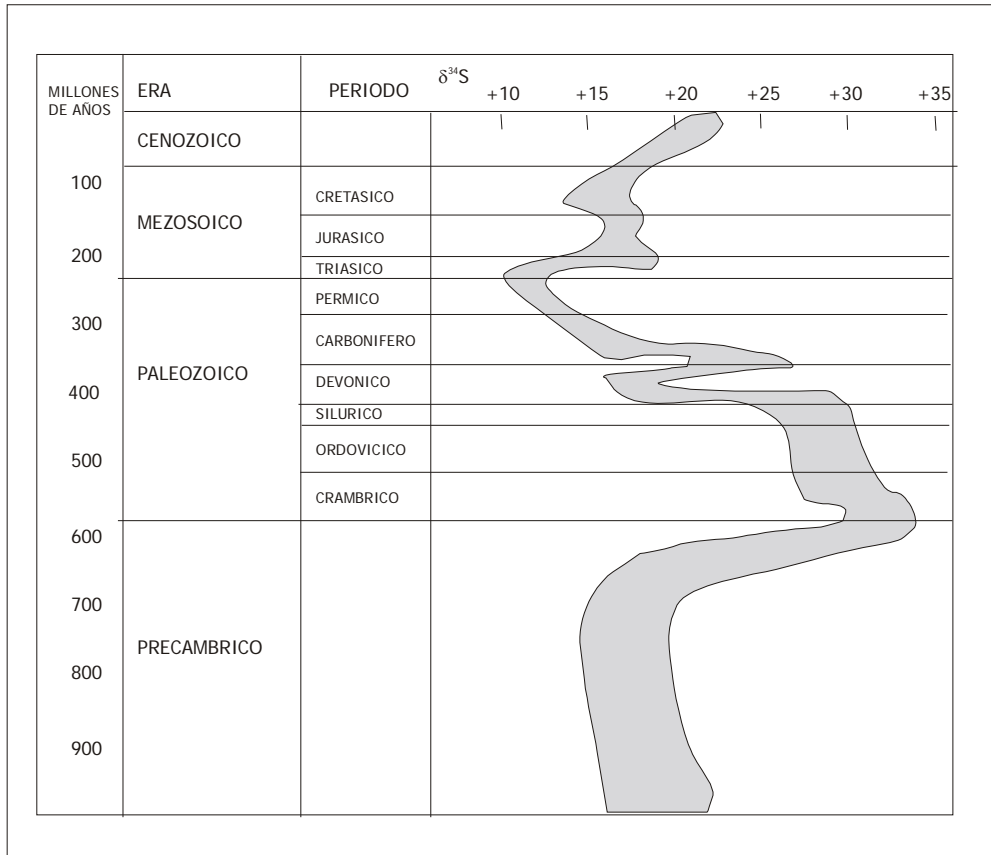 MILLONES
DE AÑOS
ERA
PERIODO
δ³⁴S
+10
+15
+20
+25
+30
+35
CENOZOICO
100
MEZOSOICO
CRETASICO
JURASICO
200
TRIASICO
PERMICO
300
CARBONIFERO
PALEOZOICO
DEVONICO
400
SILURICO
ORDOVICICO
500
CRAMBRICO
600
700
PRECAMBRICO
800
900